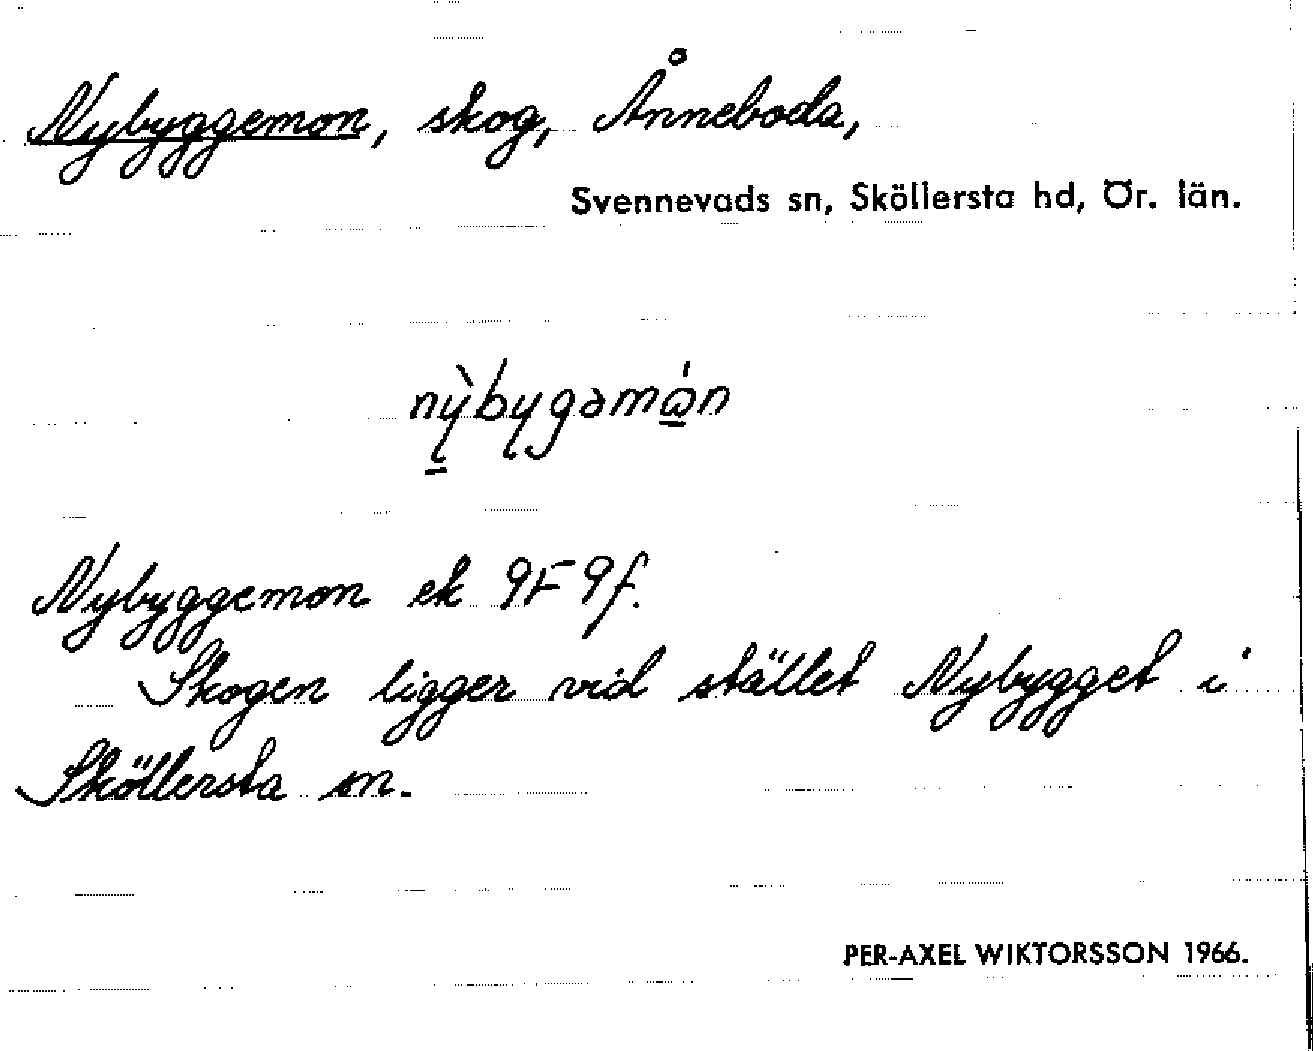 Nybyggemon, skog, Ånneboda,
Svennevads sn, Sköllersta hd, Ör. län.
nỳbygəmǻn
Nybyggemon ek 9F 9f.
Skogen ligger vid stället Nybygget i
Sköllersta sn.
PER-AXEL WIKTORSSON 1966.